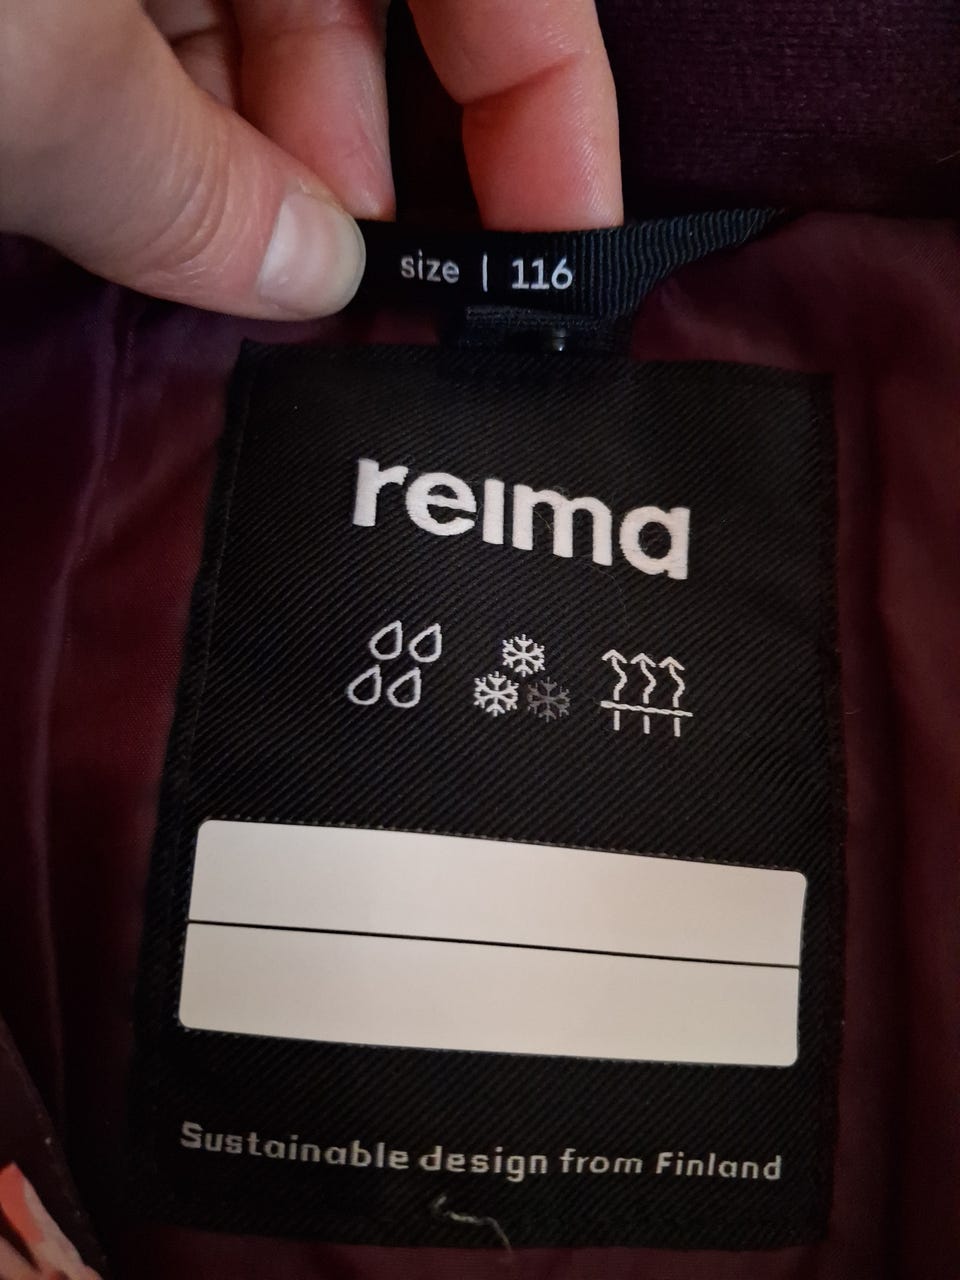 size | 116
reima
Sustainable design from Finland